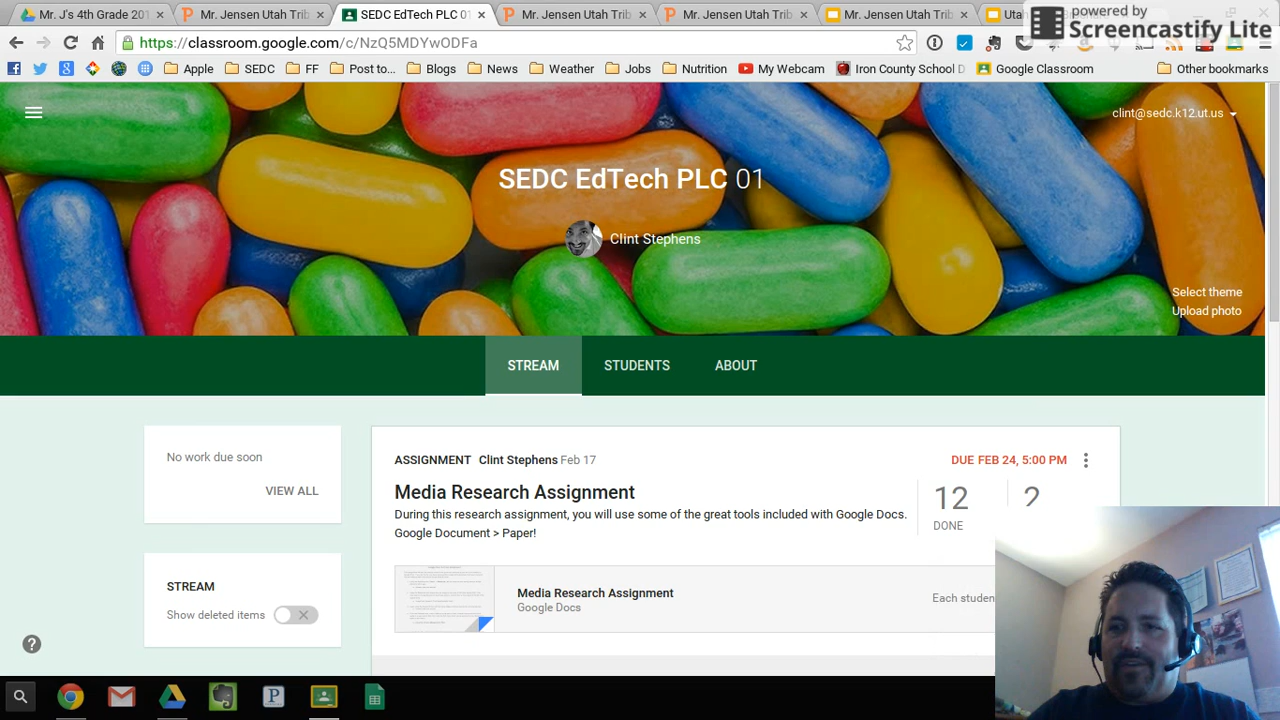 Mr. J's 4th Grade 201
Mr. Jensen Utah Trib
SEDC EdTech PLC 01
Mr. Jensen Utah Trib
Mr. Jensen Utah Trib
Mr. Jensen Utah Trib
Uta
powered by
Screencastify Lite
https://classroom.google.com/c/NzQ5MDYwODFa
Apple
SEDC
FF
Post to...
Blogs
News
Weather
Jobs
Nutrition
My Webcam
Iron County School D
Google Classroom
Other bookmarks
clint@sedc.k12.ut.us
SEDC EdTech PLC 01
Clint Stephens
Select theme
Upload photo
STREAM
STUDENTS
ABOUT
No work due soon
VIEW ALL
STREAM
Show deleted items
ASSIGNMENT Clint Stephens Feb 17
DUE FEB 24, 5:00 PM
Media Research Assignment
During this research assignment, you will use some of the great tools included with Google Docs.
Google Document > Paper!
12
DONE
2
Media Research Assignment
Google Docs
Each studen